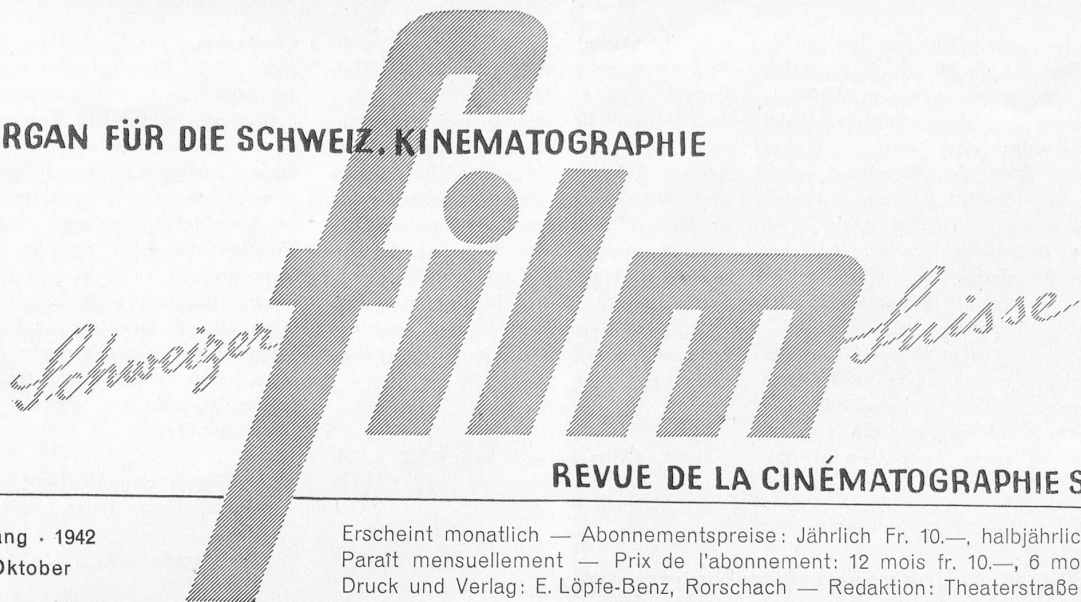 RGAN FÜR DIE SCHWEIZ. KINEMATOGRAPHIE
Schweizer film Suisse
REVUE DE LA CINÉMATOGRAPHIE S
ang · 1942
Oktober
Erscheint monatlich — Abonnementspreise: Jährlich Fr. 10.—, halbjährlic
Paraît mensuellement — Prix de l'abonnement: 12 mois fr. 10.—, 6 mo
Druck und Verlag: E. Löpfe-Benz, Rorschach — Redaktion: Theaterstraße